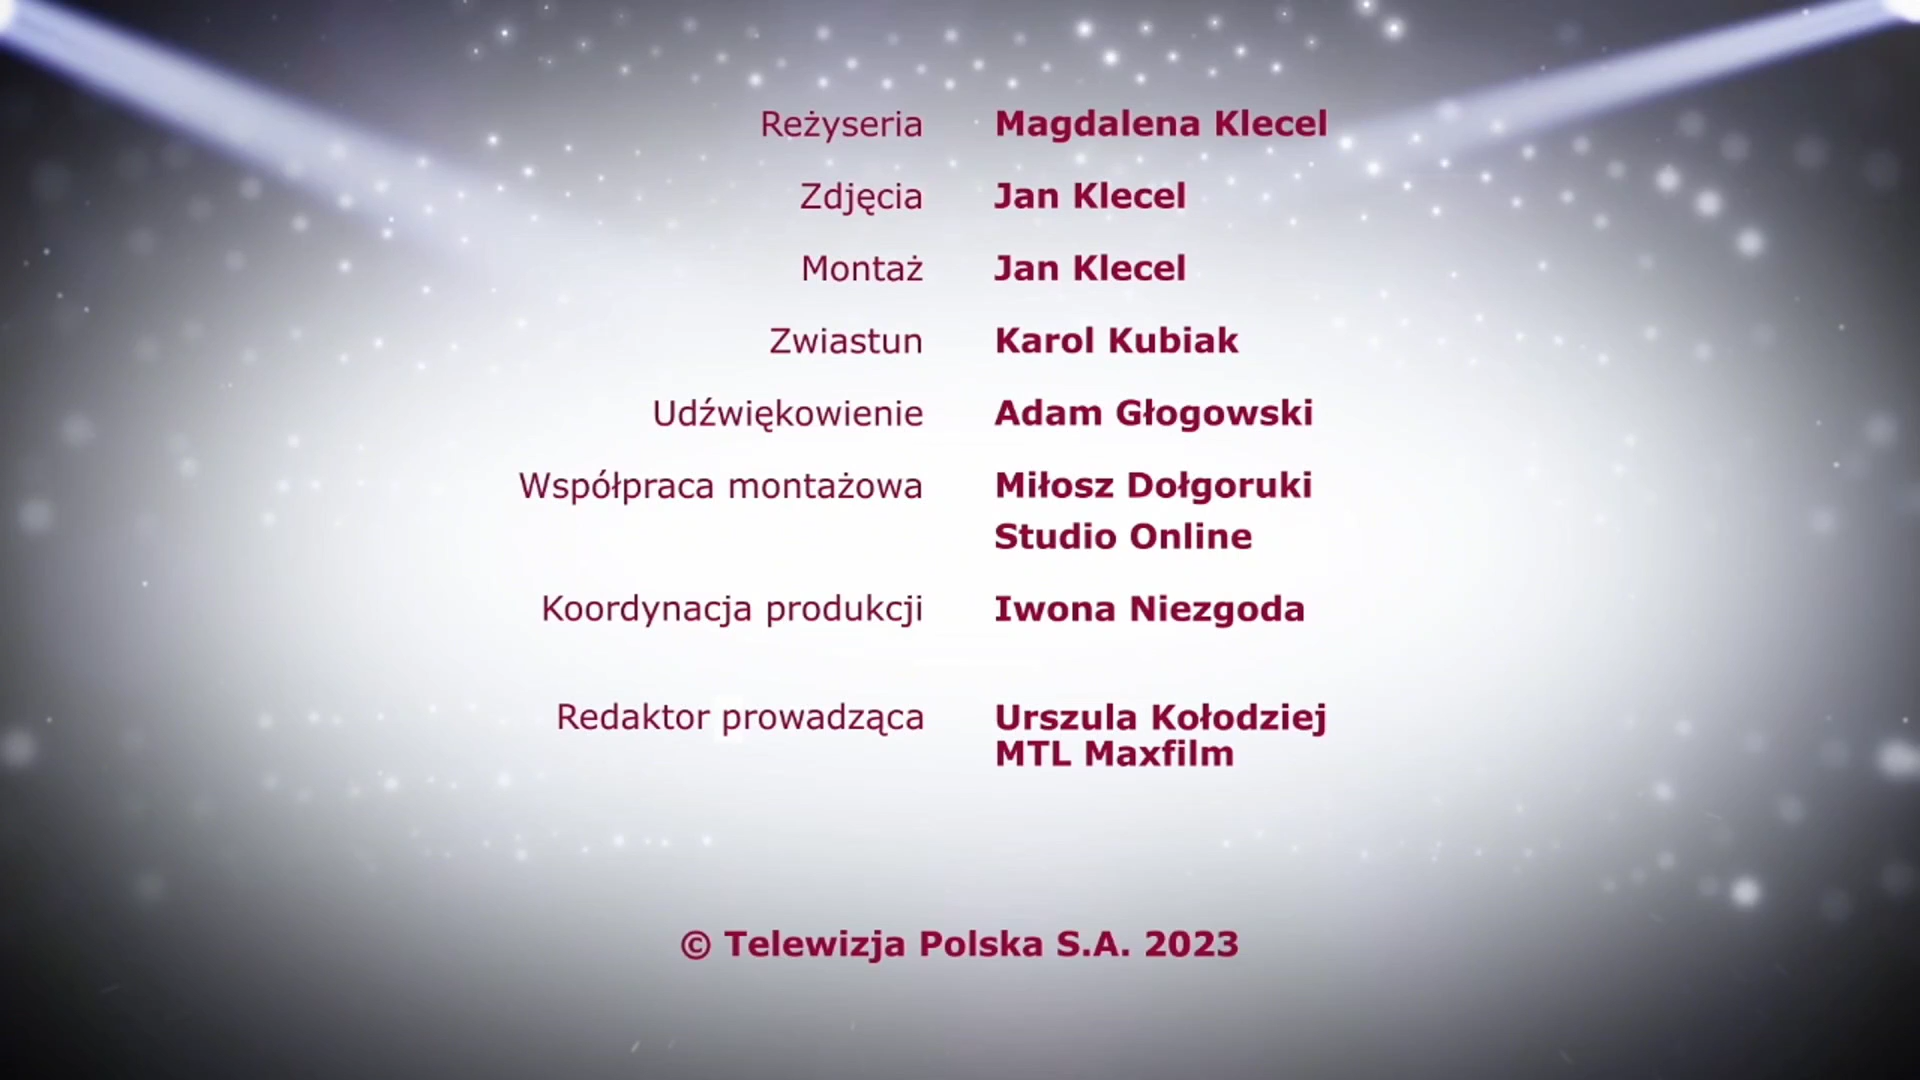 Reżyseria Magdalena Klecel
Zdjęcia Jan Klecel
Montaż Jan Klecel
Zwiastun Karol Kubiak
Udźwiękowienie Adam Głogowski
Współpraca montażowa Miłosz Dołgoruki
Studio Online
Koordynacja produkcji Iwona Niezgoda
Redaktor prowadząca Urszula Kołodziej
MTL Maxfilm
© Telewizja Polska S.A. 2023